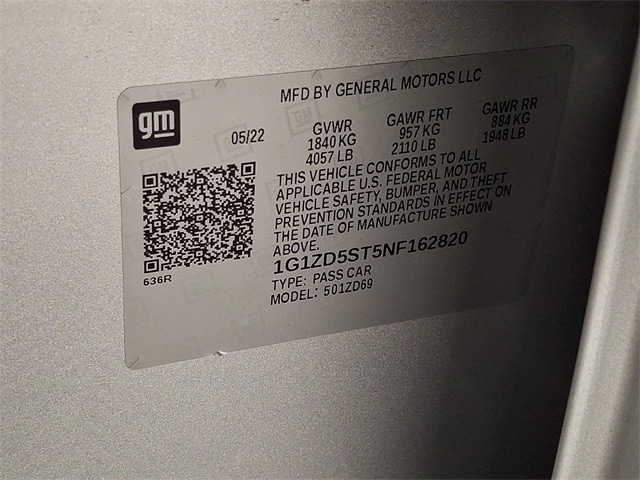 MFD BY GENERAL MOTORS LLC
gm
05/22
GVWR GAWR FRT GAWR RR
1840 KG 957 KG 884 KG
4057 LB 2110 LB 1948 LB
THIS VEHICLE CONFORMS TO ALL
APPLICABLE U.S. FEDERAL MOTOR
VEHICLE SAFETY, BUMPER, AND THEFT
PREVENTION STANDARDS IN EFFECT ON
THE DATE OF MANUFACTURE SHOWN
ABOVE.
1G1ZD5ST5NF162820
TYPE: PASS CAR
MODEL: 501ZD69
636R